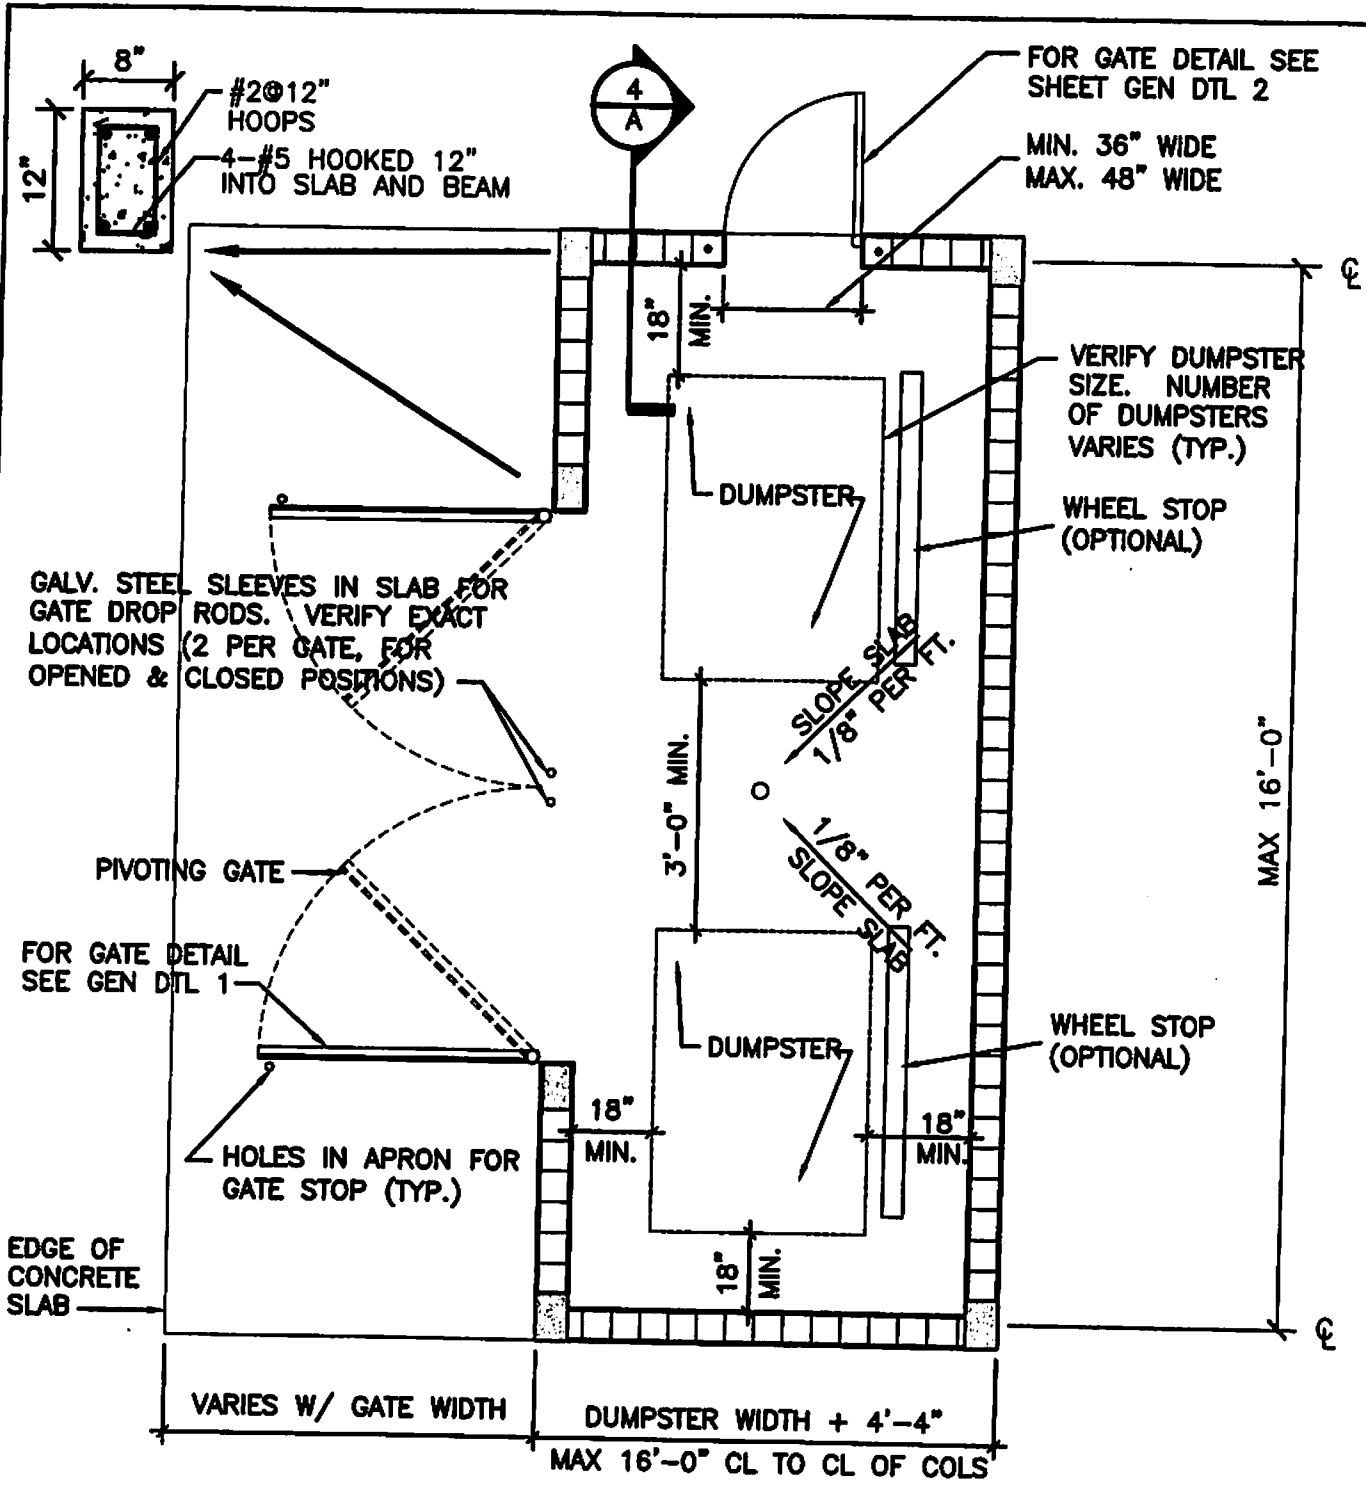 8"
12"
#2@12"
HOOPS
4-#5 HOOKED 12"
INTO SLAB AND BEAM
4
A
FOR GATE DETAIL SEE
SHEET GEN DTL 2
MIN. 36" WIDE
MAX. 48" WIDE
℄
18"
MIN.
VERIFY DUMPSTER
SIZE. NUMBER
OF DUMPSTERS
VARIES (TYP.)
DUMPSTER
WHEEL STOP
(OPTIONAL)
GALV. STEEL SLEEVES IN SLAB FOR
GATE DROP RODS. VERIFY EXACT
LOCATIONS (2 PER GATE, FOR
OPENED & CLOSED POSITIONS)
SLOPE SLAB
1/8" PER FT.
3'-0" MIN.
MAX 16'-0"
1/8" PER FT.
SLOPE SLAB
PIVOTING GATE
FOR GATE DETAIL
SEE GEN DTL 1
DUMPSTER
WHEEL STOP
(OPTIONAL)
18"
MIN.
18"
MIN.
HOLES IN APRON FOR
GATE STOP (TYP.)
EDGE OF
CONCRETE
SLAB
18"
MIN.
℄
VARIES W/ GATE WIDTH
DUMPSTER WIDTH + 4'-4"
MAX 16'-0" CL TO CL OF COLS